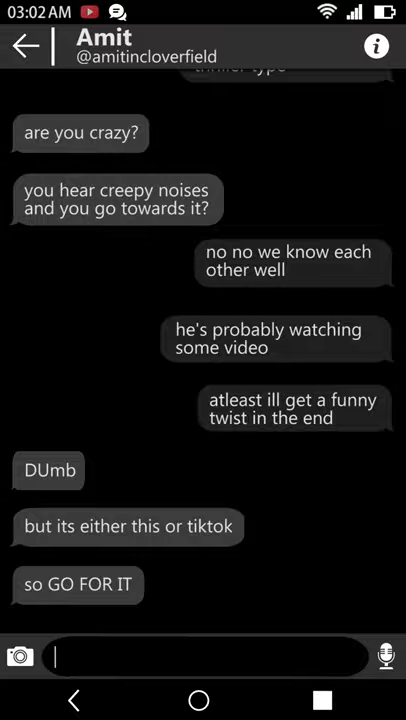 03:02 AM
Amit
@amitincloverfield
thriller type
are you crazy?
you hear creepy noises
and you go towards it?
no no we know each
other well
he's probably watching
some video
atleast ill get a funny
twist in the end
DUmb
but its either this or tiktok
so GO FOR IT